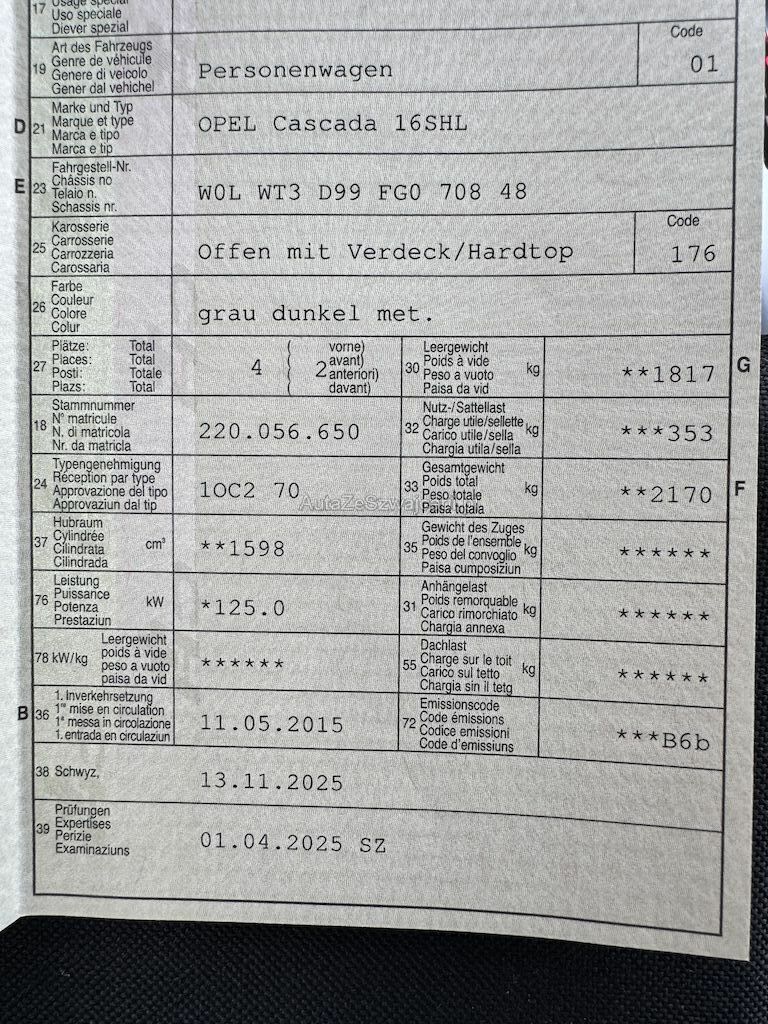 17 Usage spécial
Uso speciale
Diever spezial
19 Art des Fahrzeugs
Genre de véhicule
Genere di veicolo
Gener dal vehichel
Personenwagen
Code
01
D 21 Marke und Typ
Marque et type
Marca e tipo
Marca e tip
OPEL Cascada 16SHL
E 23 Fahrgestell-Nr.
Châssis no
Telaio n.
Schassis nr.
W0L WT3 D99 FG0 708 48
25 Karosserie
Carrosserie
Carrozzeria
Carossaria
Offen mit Verdeck/Hardtop
Code
176
26 Farbe
Couleur
Colore
Colur
grau dunkel met.
27 Plätze: Total
Places: Total
Posti: Totale
Plazs: Total
4 ( 2 vorne)
( avant)
( anteriori)
( davant)
30 Leergewicht
Poids à vide
Peso a vuoto
Paisa da vid
kg
**1817
G
18 Stammnummer
N° matricule
N. di matricola
Nr. da matricla
220.056.650
32 Nutz-/Sattellast
Charge utile/sellette
Carico utile/sella
Chargia utila/sella
kg
***353
24 Typengenehmigung
Réception par type
Approvazione del tipo
Approvaziun dal tip
1OC2 70
33 Gesamtgewicht
Poids total
Peso totale
Paisa totala
kg
**2170
F
37 Hubraum
Cylindrée
Cilindrata
Cilindrada
cm³
**1598
35 Gewicht des Zuges
Poids de l'ensemble
Peso del convoglio
Paisa cumposiziun
kg
******
76 Leistung
Puissance
Potenza
Prestaziun
kW
*125.0
31 Anhängelast
Poids remorquable
Carico rimorchiato
Chargia annexa
kg
******
78 kW/kg Leergewicht
poids à vide
peso a vuoto
paisa da vid
******
55 Dachlast
Charge sur le toit
Carico sul tetto
Chargia sin il tetg
kg
******
B 36 1. Inverkehrsetzung
1re mise en circulation
1a messa in circolazione
1. entrada en circulaziun
11.05.2015
72 Emissionscode
Code émissions
Codice emissioni
Code d'emissiuns
***B6b
38 Schwyz,
13.11.2025
39 Prüfungen
Expertises
Perizie
Examinaziuns
01.04.2025 SZ